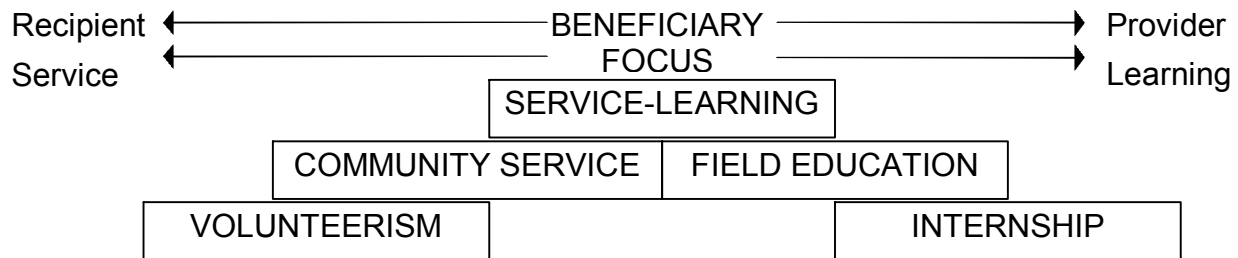 Recipient BENEFICIARY Provider
Service FOCUS Learning
SERVICE-LEARNING
COMMUNITY SERVICE FIELD EDUCATION
VOLUNTEERISM INTERNSHIP